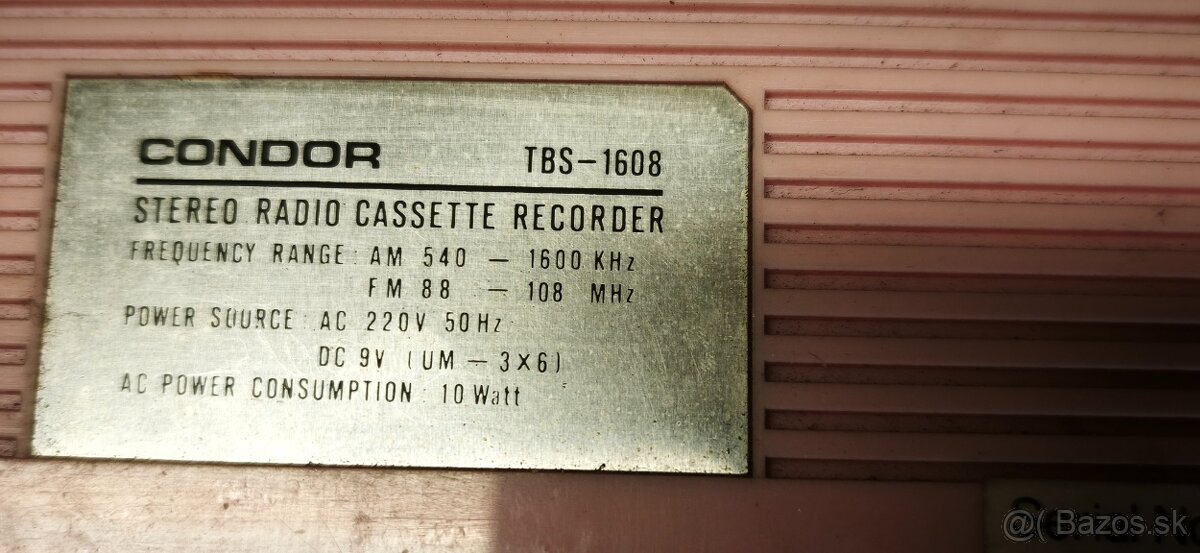 CONDOR TBS-1608
STEREO RADIO CASSETTE RECORDER
FREQUENCY RANGE: AM 540 — 1600 KHz
FM 88 — 108 MHz
POWER SOURCE: AC 220V 50Hz
DC 9V (UM — 3×6)
AC POWER CONSUMPTION: 10 Watt
Serial N
@( Bazos.sk